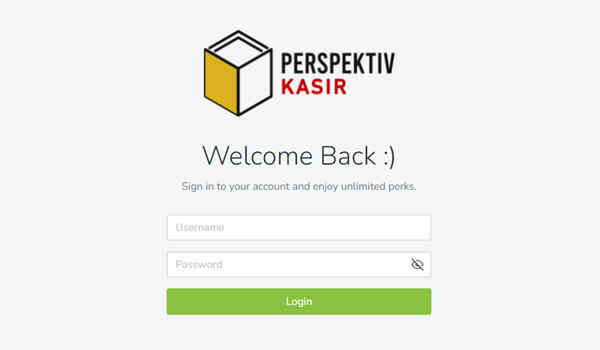 PERSPEKTIV
KASIR
Welcome Back :)
Sign in to your account and enjoy unlimited perks.
Username
Password
Login